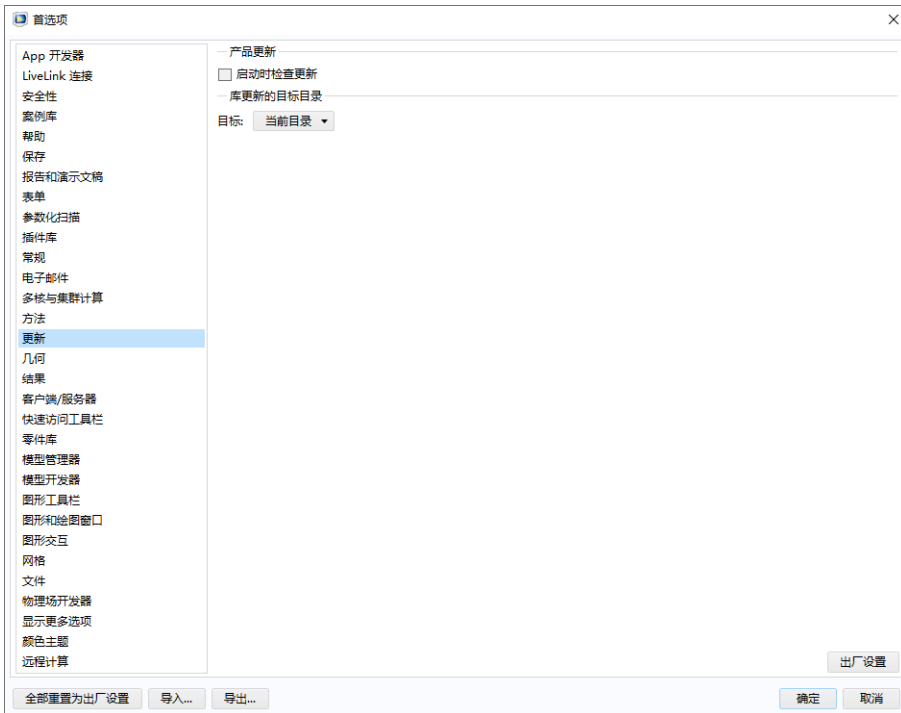 首选项
App 开发器
LiveLink 连接
安全性
案例库
帮助
保存
报告和演示文稿
表单
参数化扫描
插件库
常规
电子邮件
多核与集群计算
方法
更新
几何
结果
客户端/服务器
快速访问工具栏
零件库
模型管理器
模型开发器
图形工具栏
图形和绘图窗口
图形交互
网格
文件
物理场开发器
显示更多选项
颜色主题
远程计算
产品更新
启动时检查更新
库更新的目标目录
目标: 当前目录
出厂设置
全部重置为出厂设置 导入... 导出... 确定 取消